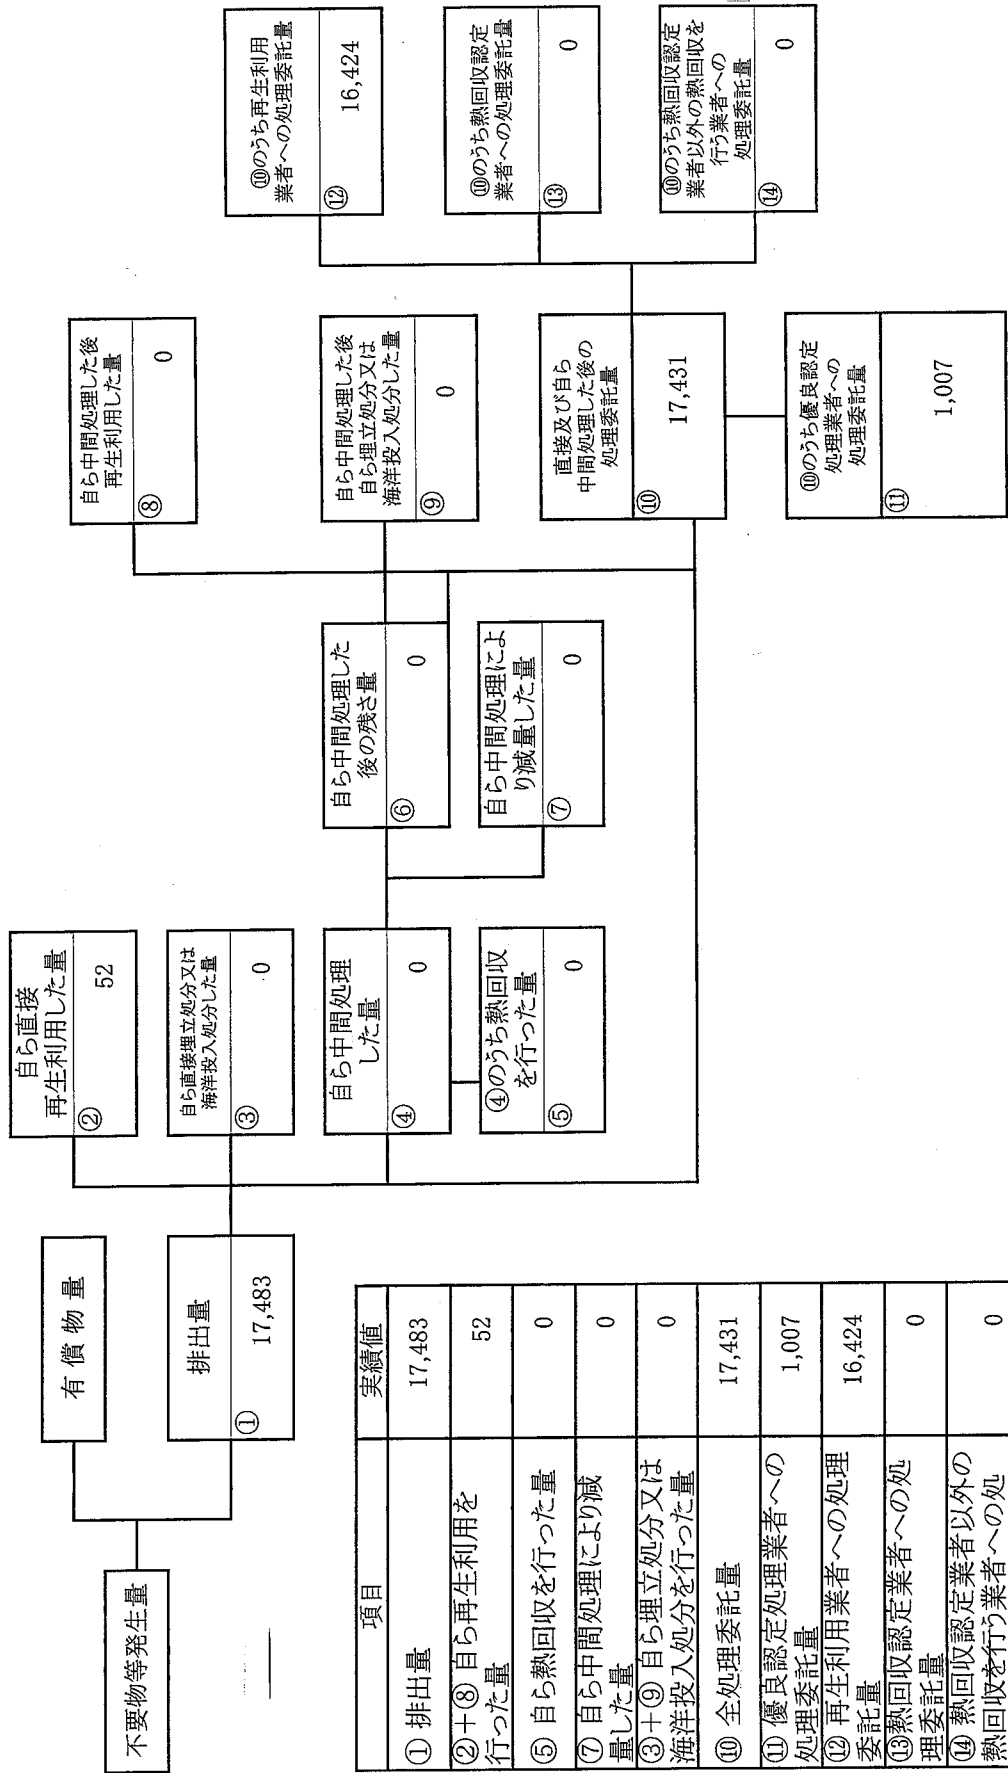 不要物等発生量
有償物量
排出量
①
17,483
自ら直接
再生利用した量
②
52
自ら直接埋立処分又は
海洋投入処分した量
③
0
自ら中間処理
した量
④
0
④のうち熱回収
を行った量
⑤
0
自ら中間処理した
後の残さ量
⑥
0
自ら中間処理によ
り減量した量
⑦
0
自ら中間処理した後
再生利用した量
⑧
0
自ら中間処理した後
自ら埋立処分又は
海洋投入処分した量
⑨
0
直接及び自ら
中間処理した後の
処理委託量
⑩
17,431
⑩のうち優良認定
処理業者への
処理委託量
⑪
1,007
⑩のうち再生利用
業者への処理委託量
⑫
16,424
⑩のうち熱回収認定
業者への処理委託量
⑬
0
⑩のうち熱回収認定
業者以外の熱回収を
行う業者への
処理委託量
⑭
0
項目 実績値
① 排出量 17,483
②+⑧ 自ら再生利用を
行った量 52
⑤ 自ら熱回収を行った量 0
⑦ 自ら中間処理により減
量した量 0
③+⑨ 自ら埋立処分又は
海洋投入処分を行った量 0
⑩ 全処理委託量 17,431
⑪ 優良認定処理業者への
処理委託量 1,007
⑫ 再生利用業者への処理
委託量 16,424
⑬熱回収認定業者への処
理委託量 0
⑭ 熱回収認定業者以外の
熱回収を行う業者への処 0